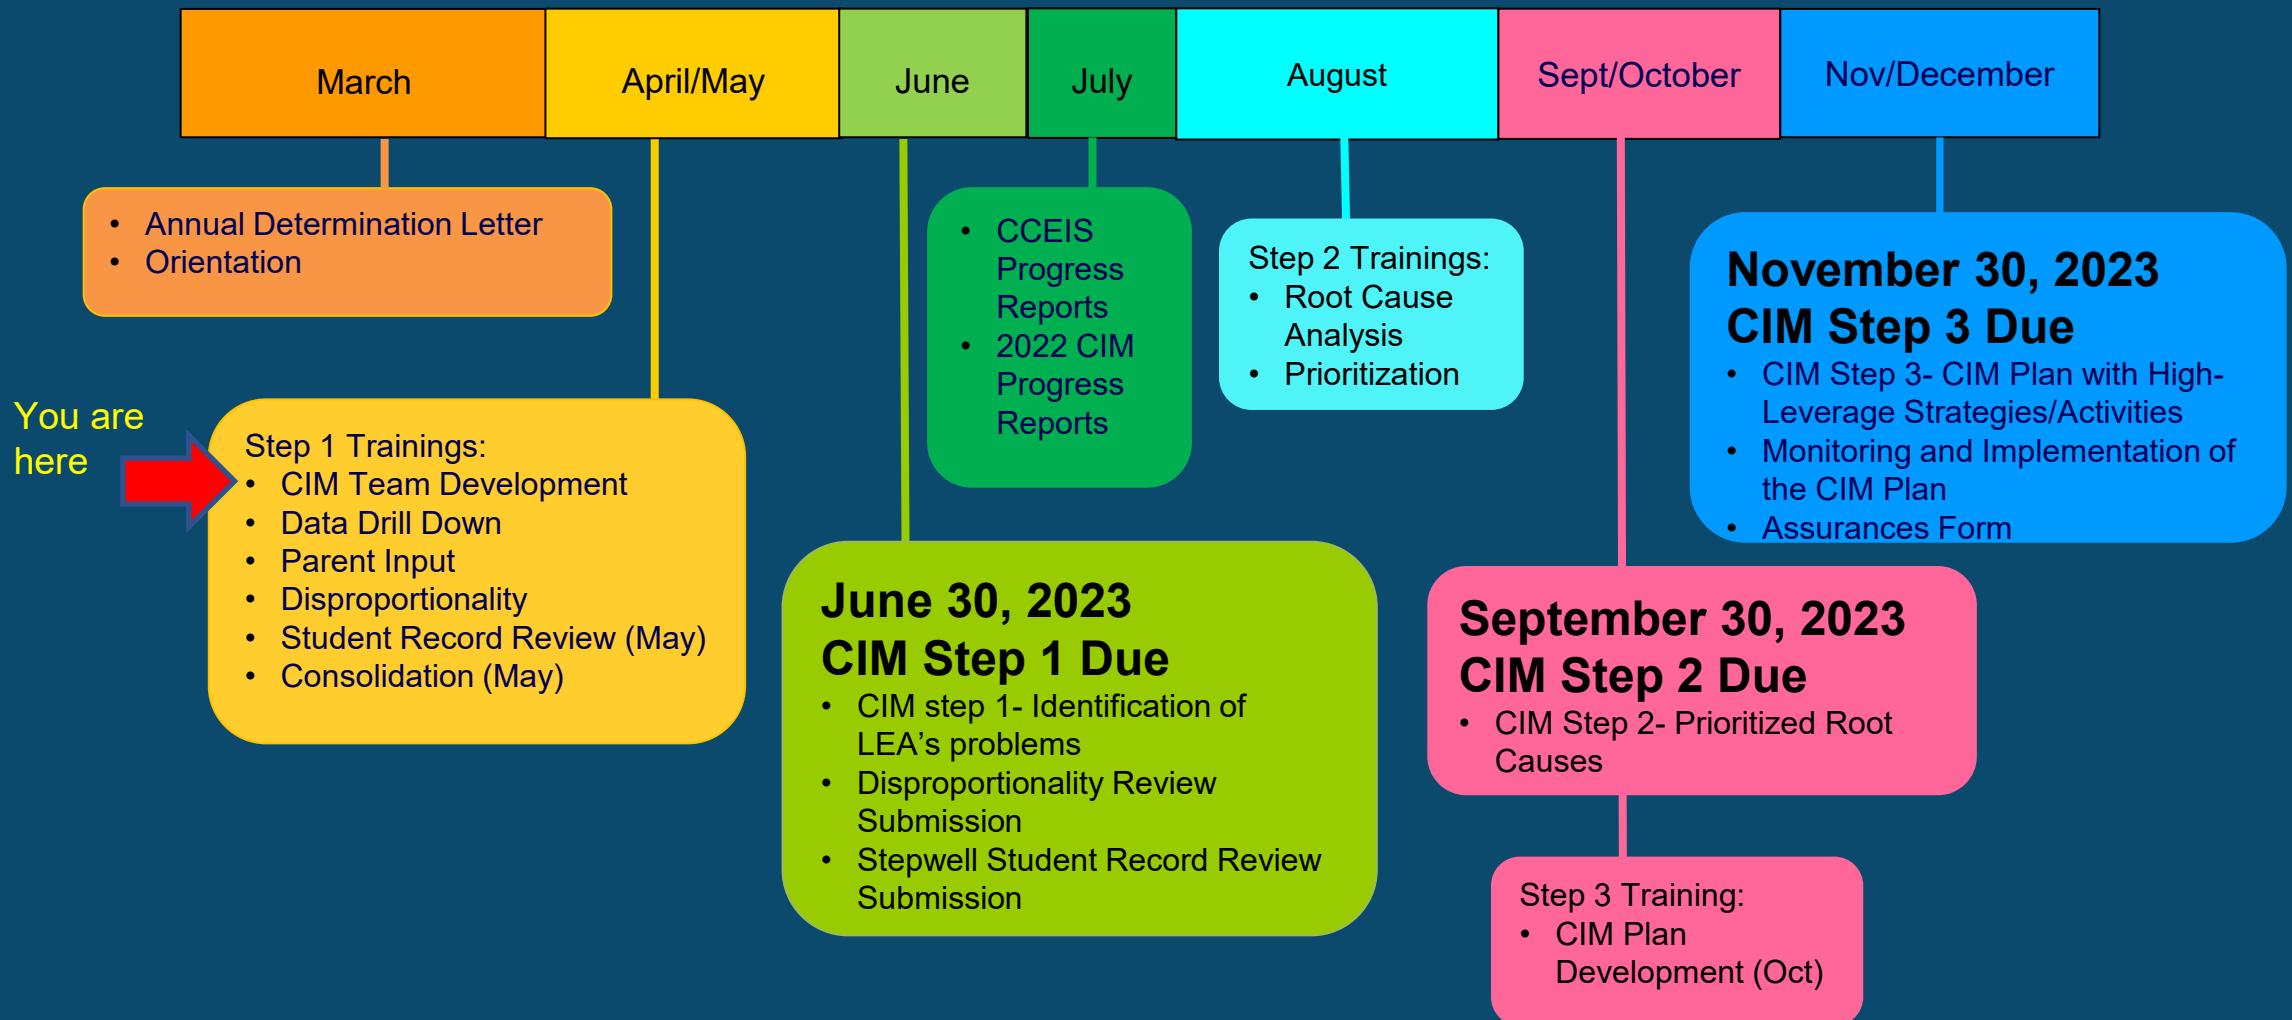 March
April/May
June
July
August
Sept/October
Nov/December
• Annual Determination Letter
• Orientation
You are
here
Step 1 Trainings:
• CIM Team Development
• Data Drill Down
• Parent Input
• Disproportionality
• Student Record Review (May)
• Consolidation (May)
June 30, 2023
CIM Step 1 Due
• CIM step 1- Identification of
LEA’s problems
• Disproportionality Review
Submission
• Stepwell Student Record Review
Submission
• CCEIS
Progress
Reports
• 2022 CIM
Progress
Reports
Step 2 Trainings:
• Root Cause
Analysis
• Prioritization
September 30, 2023
CIM Step 2 Due
• CIM Step 2- Prioritized Root
Causes
Step 3 Training:
• CIM Plan
Development (Oct)
November 30, 2023
CIM Step 3 Due
• CIM Step 3- CIM Plan with High-
Leverage Strategies/Activities
• Monitoring and Implementation of
the CIM Plan
• Assurances Form